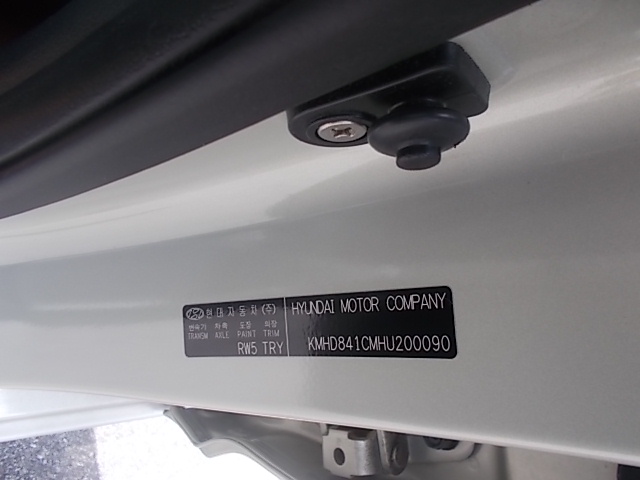 현대자동차(주)
변속기 차축 도장 의장
TRANSM AXLE PAINT TRIM
RW5 TRY
HYUNDAI MOTOR COMPANY
KMHD841CMHU200090